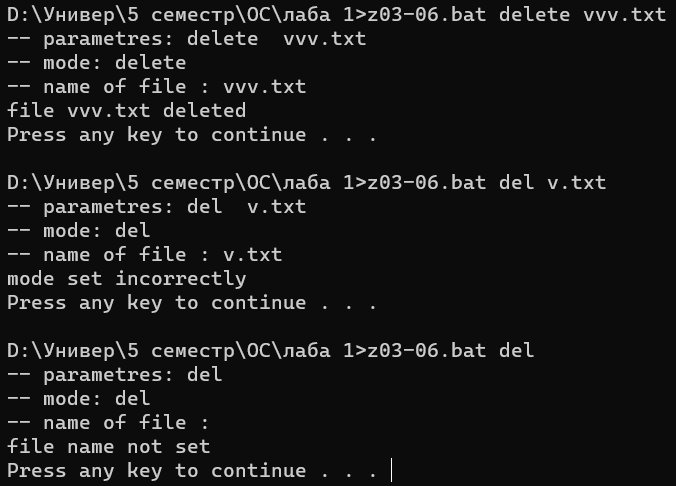 D:\Универ\5 семестр\ОС\лаба 1>z03-06.bat delete vvv.txt
-- parametres: delete  vvv.txt
-- mode: delete
-- name of file : vvv.txt
file vvv.txt deleted
Press any key to continue . . .
D:\Универ\5 семестр\ОС\лаба 1>z03-06.bat del v.txt
-- parametres: del  v.txt
-- mode: del
-- name of file : v.txt
mode set incorrectly
Press any key to continue . . .
D:\Универ\5 семестр\ОС\лаба 1>z03-06.bat del
-- parametres: del
-- mode: del
-- name of file :
file name not set
Press any key to continue . . .